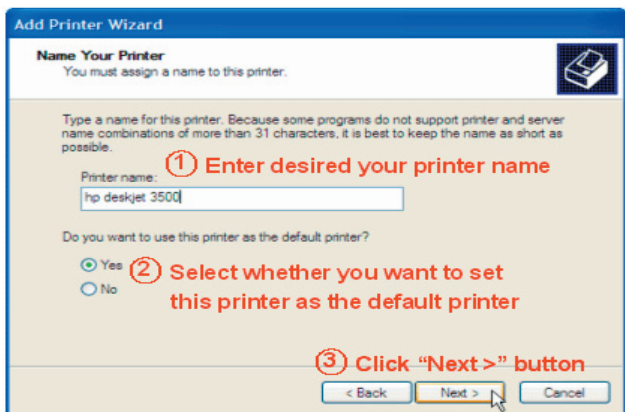 Add Printer Wizard
Name Your Printer
You must assign a name to this printer.
Type a name for this printer. Because some programs do not support printer and server
name combinations of more than 31 characters, it is best to keep the name as short as
possible.
1 Enter desired your printer name
Printer name:
hp deskjet 3500
Do you want to use this printer as the default printer?
Yes
No
2 Select whether you want to set
this printer as the default printer
3 Click “Next >” button
< Back Next > Cancel